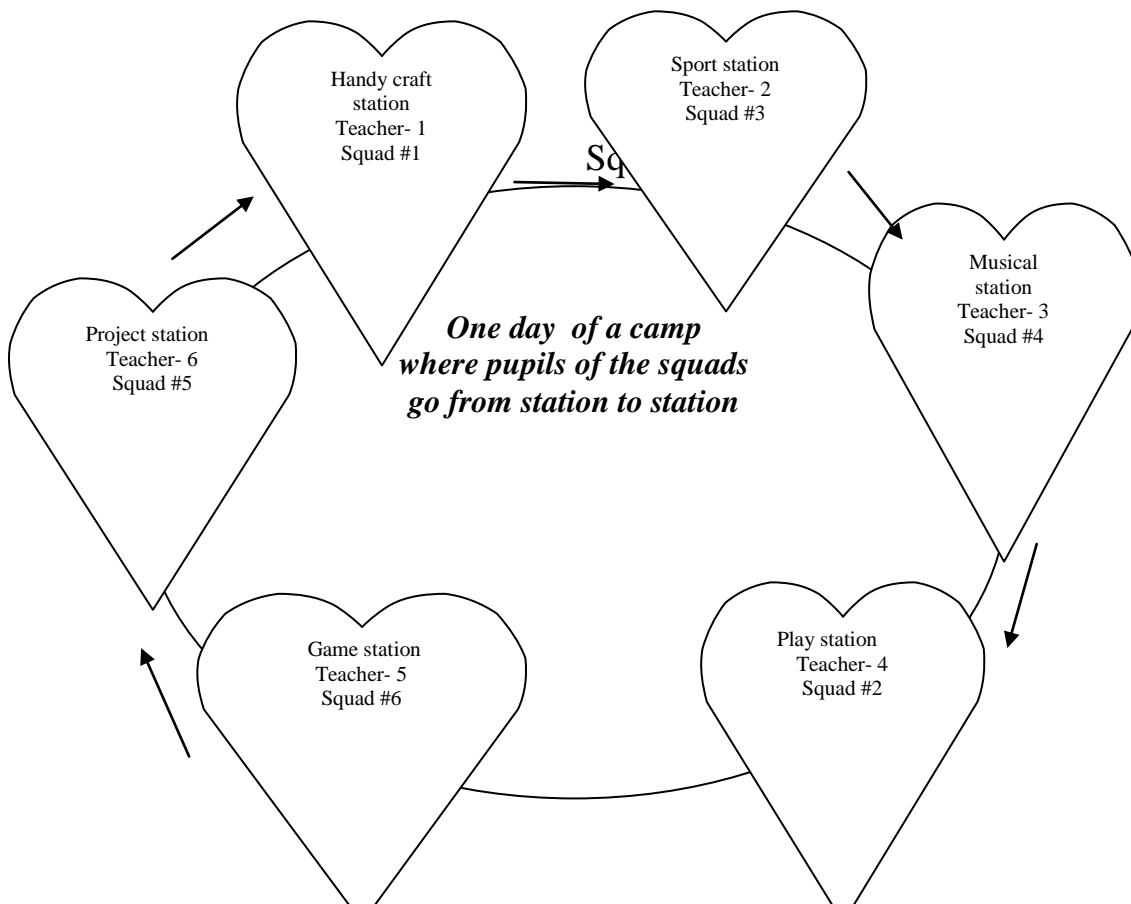 Handy craft
station
Teacher- 1
Squad #1
Sport station
Teacher- 2
Squad #3
Sq
Musical
station
Teacher- 3
Squad #4
Project station
Teacher- 6
Squad #5
One day of a camp
where pupils of the squads
go from station to station
Game station
Teacher- 5
Squad #6
Play station
Teacher- 4
Squad #2